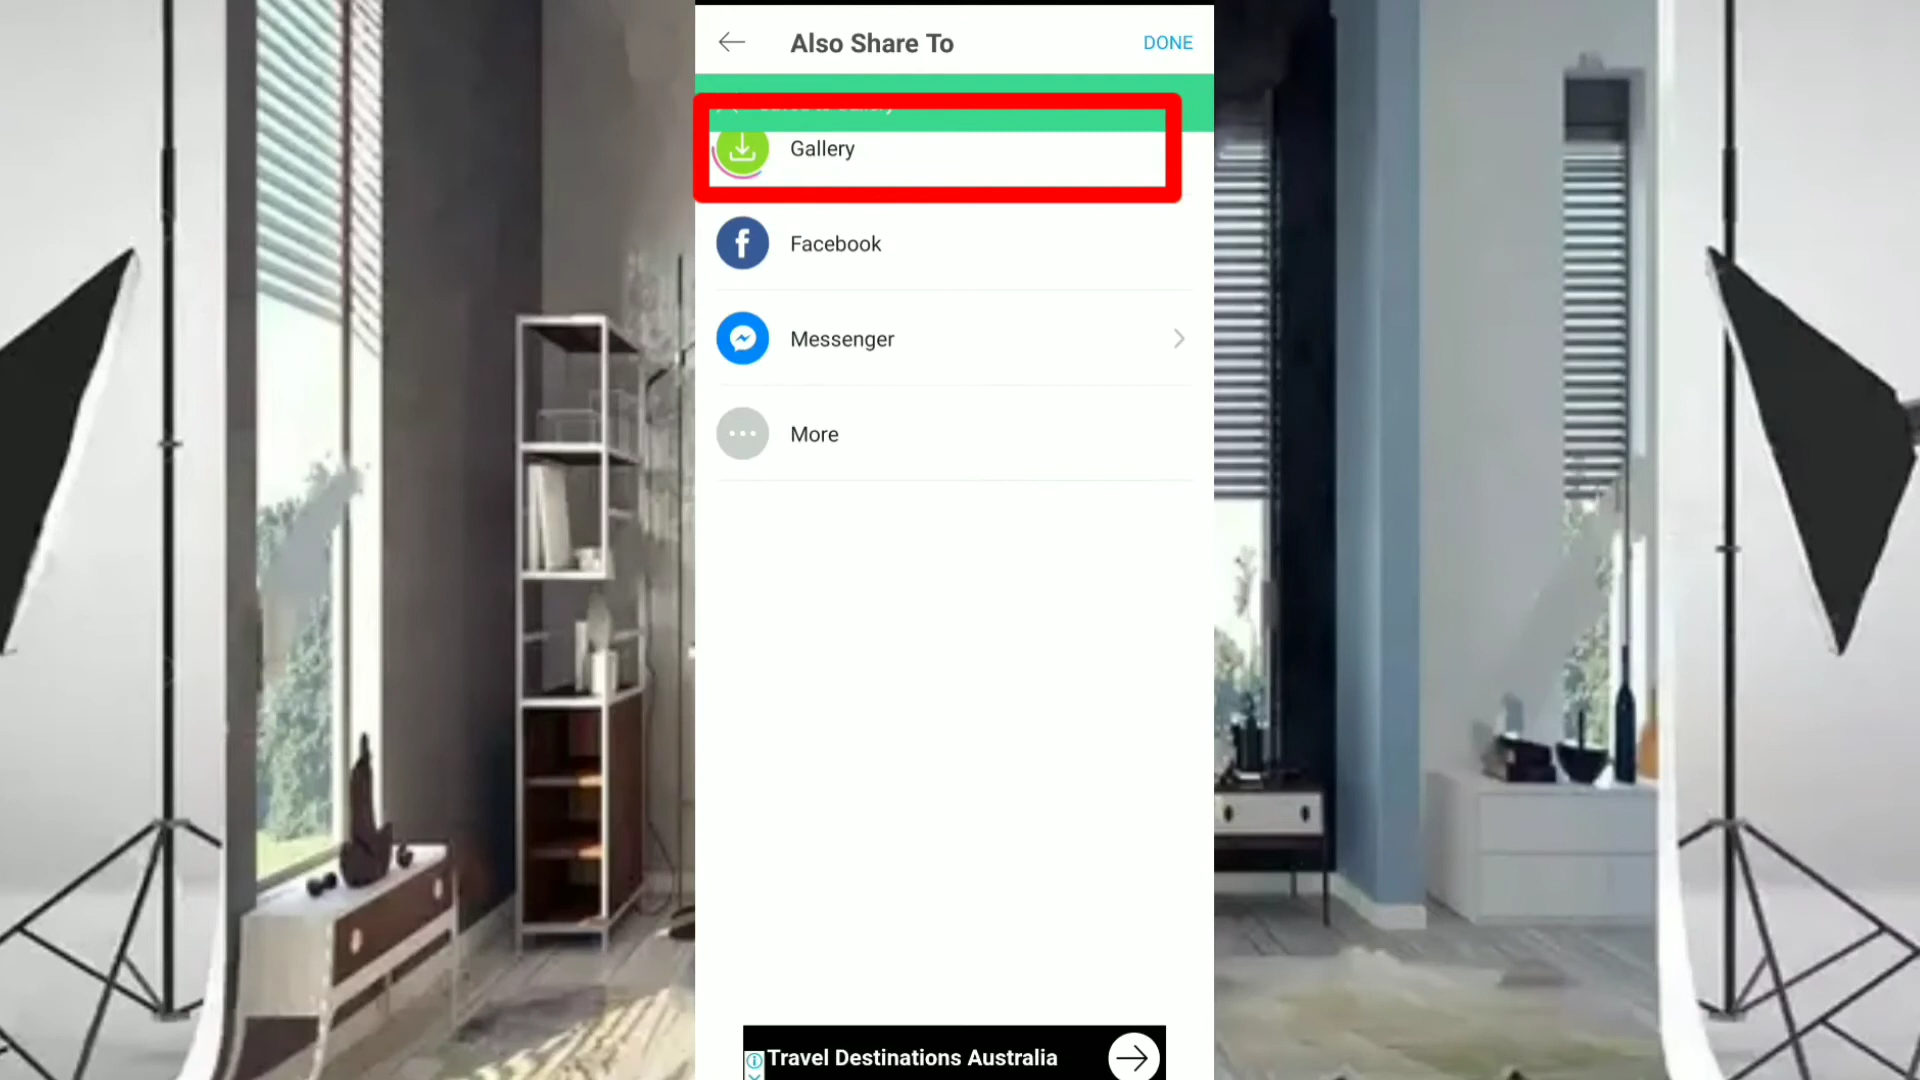 Also Share To
DONE
Gallery
Facebook
Messenger
More
Travel Destinations Australia